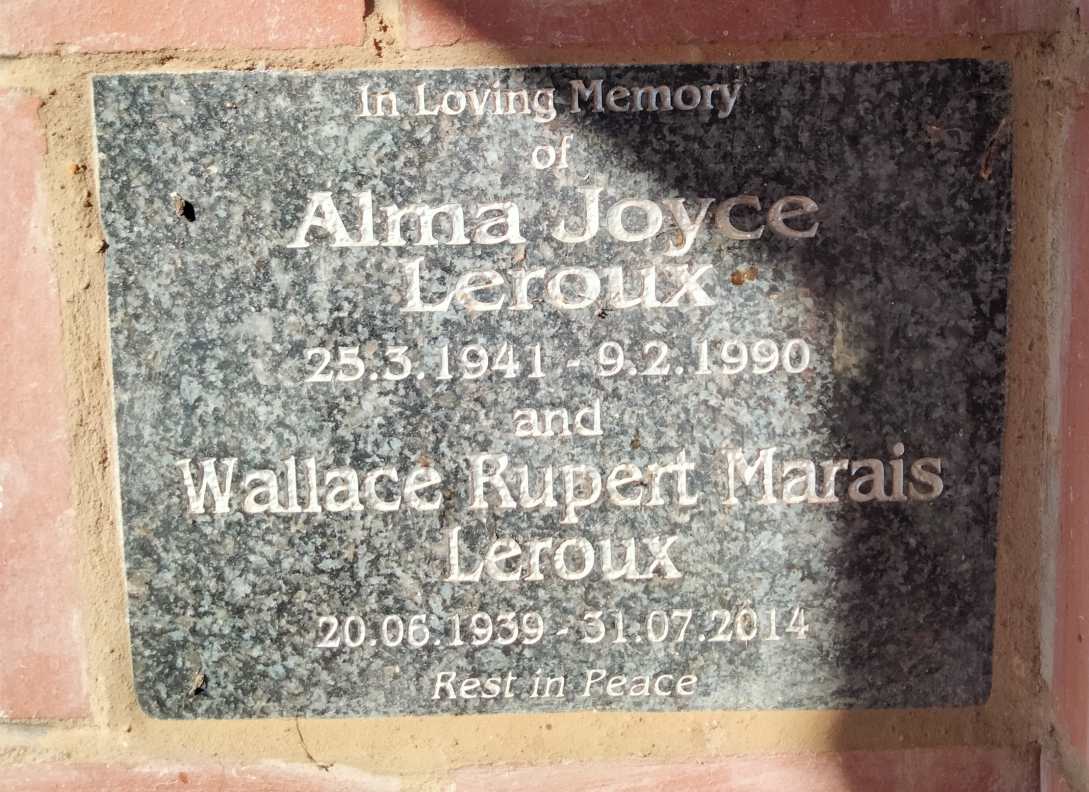 In Loving Memory
of
Alma Joyce
Leroux
25.3.1941 - 9.2.1990
and
Wallace Rupert Marais
Leroux
20.06.1939 - 31.07.2014
Rest in Peace